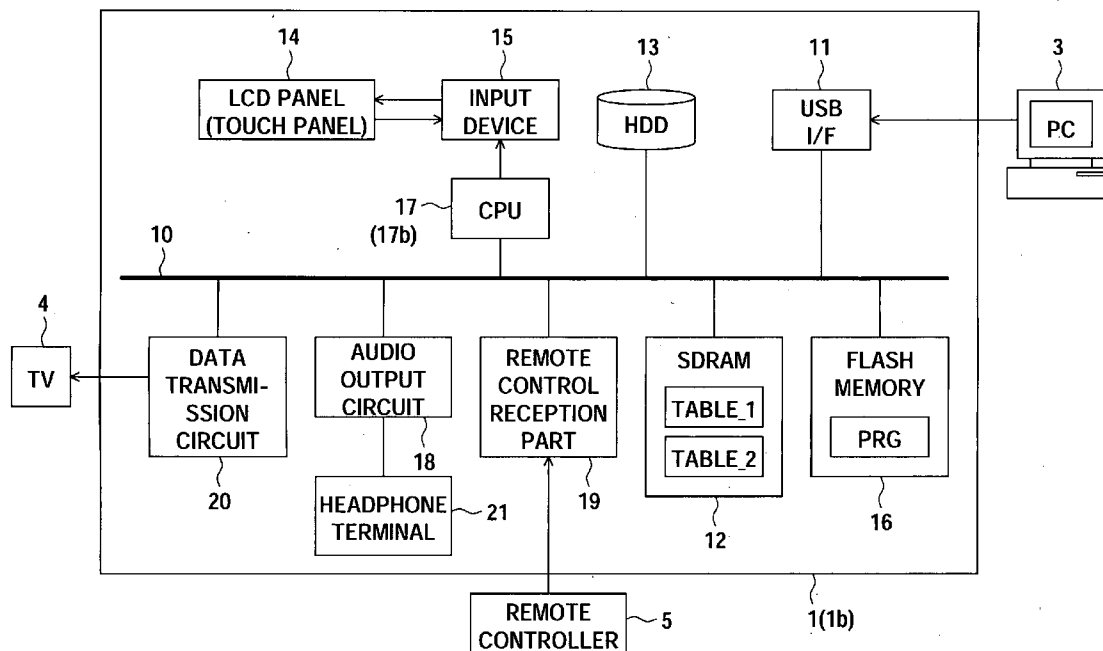 14
15
13
11
3
LCD PANEL
(TOUCH PANEL)
INPUT
DEVICE
HDD
USB
I/F
PC
17
(17b)
CPU
10
4
TV
DATA
TRANSMI-
SSION
CIRCUIT
20
AUDIO
OUTPUT
CIRCUIT
18
HEADPHONE
TERMINAL
21
REMOTE
CONTROL
RECEPTION
PART
19
SDRAM
TABLE_1
TABLE_2
12
FLASH
MEMORY
PRG
16
1(1b)
REMOTE
CONTROLLER
5